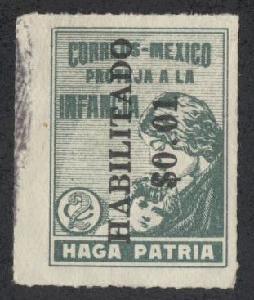 CORREOS-MEXICO
PROTEJA A LA
INFANCIA
HABILITADO
$0.01
2
HAGA PATRIA